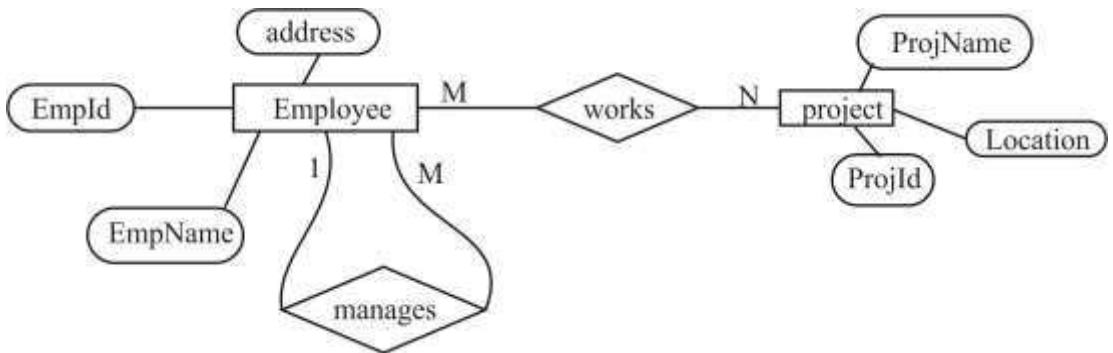 address
ProjName
EmpId
Employee
M
works
N
project
Location
1
M
ProjId
EmpName
manages